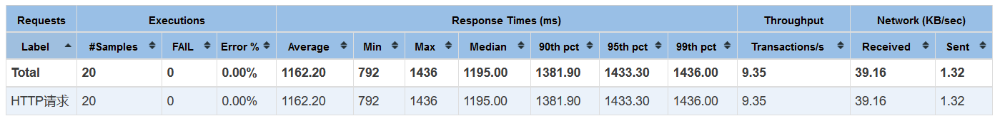 Requests Executions Response Times (ms) Throughput Network (KB/sec)
Label #Samples FAIL Error % Average Min Max Median 90th pct 95th pct 99th pct Transactions/s Received Sent
Total 20 0 0.00% 1162.20 792 1436 1195.00 1381.90 1433.30 1436.00 9.35 39.16 1.32
HTTP请求 20 0 0.00% 1162.20 792 1436 1195.00 1381.90 1433.30 1436.00 9.35 39.16 1.32